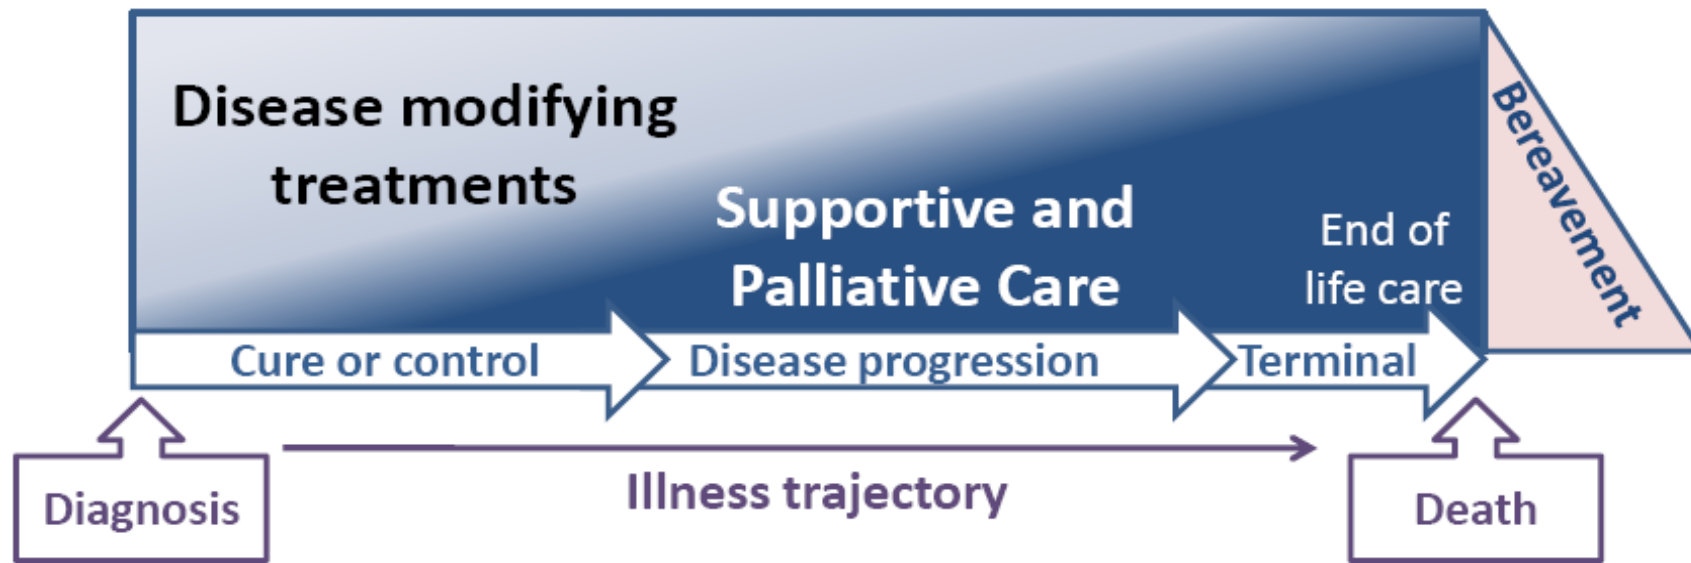 Disease modifying
treatments
Supportive and
Palliative Care
End of
life care
Bereavement
Cure or control
Disease progression
Terminal
Diagnosis
Illness trajectory
Death